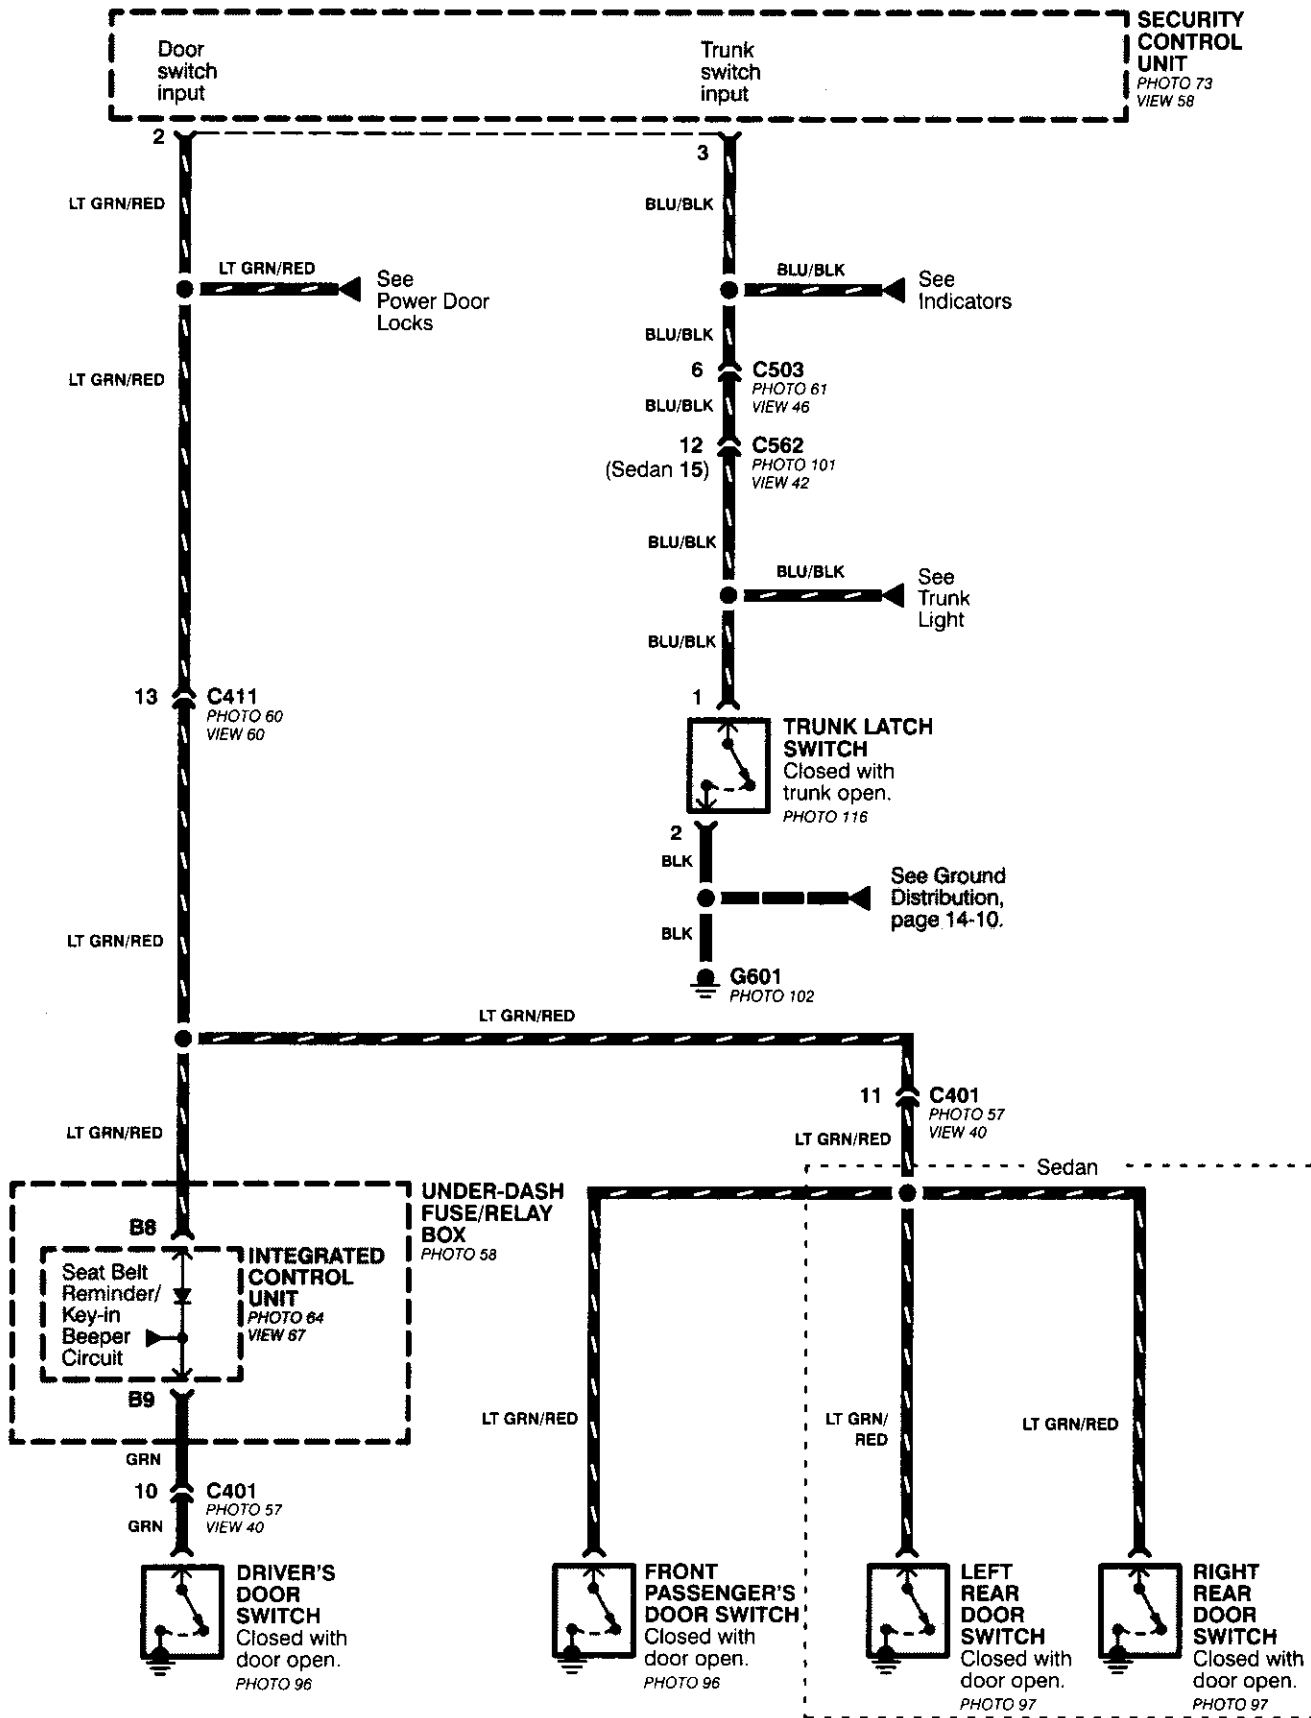 SECURITY
CONTROL
UNIT
PHOTO 73
VIEW 58
Door
switch
input
Trunk
switch
input
2
3
LT GRN/RED
BLU/BLK
LT GRN/RED
See
Power Door
Locks
BLU/BLK
See
Indicators
BLU/BLK
LT GRN/RED
6
C503
PHOTO 61
VIEW 46
BLU/BLK
12
(Sedan 15)
C562
PHOTO 101
VIEW 42
BLU/BLK
BLU/BLK
See
Trunk
Light
BLU/BLK
13
C411
PHOTO 60
VIEW 60
1
TRUNK LATCH
SWITCH
Closed with
trunk open.
PHOTO 116
2
BLK
See Ground
Distribution,
page 14-10.
BLK
LT GRN/RED
G601
PHOTO 102
LT GRN/RED
11
C401
PHOTO 57
VIEW 40
LT GRN/RED
LT GRN/RED
Sedan
UNDER-DASH
FUSE/RELAY
BOX
PHOTO 58
B8
INTEGRATED
CONTROL
UNIT
PHOTO 64
VIEW 67
Seat Belt
Reminder/
Key-in
Beeper
Circuit
B9
LT GRN/RED
LT GRN/
RED
LT GRN/RED
GRN
10
C401
PHOTO 57
VIEW 40
GRN
DRIVER'S
DOOR
SWITCH
Closed with
door open.
PHOTO 96
FRONT
PASSENGER'S
DOOR SWITCH
Closed with
door open.
PHOTO 96
LEFT
REAR
DOOR
SWITCH
Closed with
door open.
PHOTO 97
RIGHT
REAR
DOOR
SWITCH
Closed with
door open.
PHOTO 97